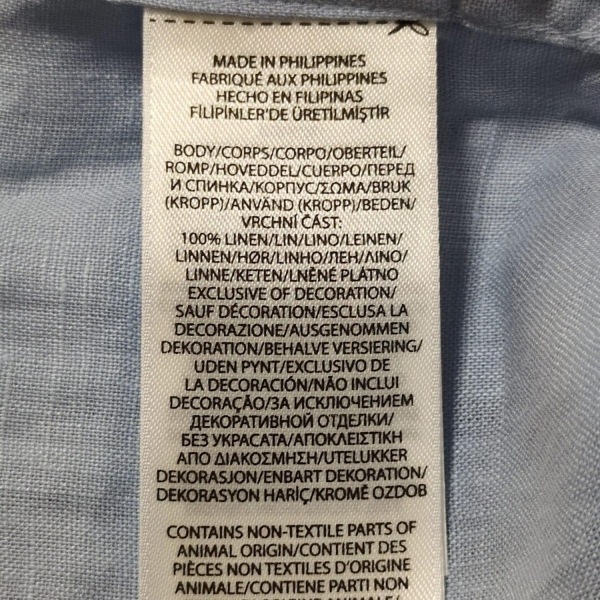 MADE IN PHILIPPINES
FABRIQUÉ AUX PHILIPPINES
HECHO EN FILIPINAS
FİLİPİNLER'DE ÜRETİLMİŞTİR
BODY/CORPS/CORPO/OBERTEIL/
ROMP/HOVEDDEL/CUERPO/ПЕРЕД
И СПИНКА/КОРПУС/ΣΩΜΑ/BRUK
(KROPP)/ANVÄND (KROPP)/BEDEN/
VRCHNÍ ČÁST:
100% LINEN/LIN/LINO/LEINEN/
LINNEN/HØR/LINHO/ЛЕН/ΛΙΝΟ/
LINNE/KETEN/LNĚNÉ PLÁTNO
EXCLUSIVE OF DECORATION/
SAUF DÉCORATION/ESCLUSA LA
DECORAZIONE/AUSGENOMMEN
DEKORATION/BEHALVE VERSIERING/
UDEN PYNT/EXCLUSIVO DE
LA DECORACIÓN/NÃO INCLUI
DECORAÇÃO/ЗА ИСКЛЮЧЕНИЕМ
ДЕКОРАТИВНОЙ ОТДЕЛКИ/
БЕЗ УКРАСАТА/ΑΠΟΚΛΕΙΣΤΙΚΗ
ΑΠΟ ΔΙΑΚΟΣΜΗΣΗ/UTELUKKER
DEKORASJON/ENBART DEKORATION/
DEKORASYON HARİÇ/KROMĚ OZDOB
CONTAINS NON-TEXTILE PARTS OF
ANIMAL ORIGIN/CONTIENT DES
PIÈCES NON TEXTILES D'ORIGINE
ANIMALE/CONTIENE PARTI NON